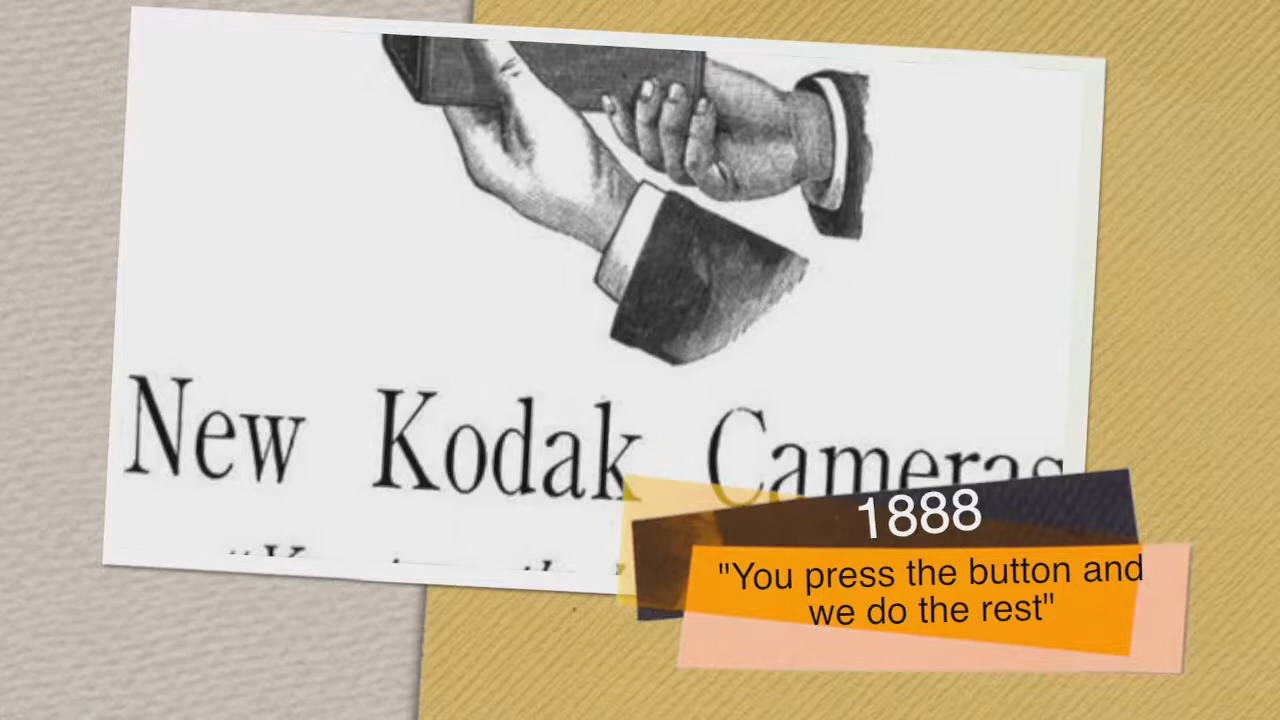 New Kodak Cameras
1888
"You press the button and
we do the rest"